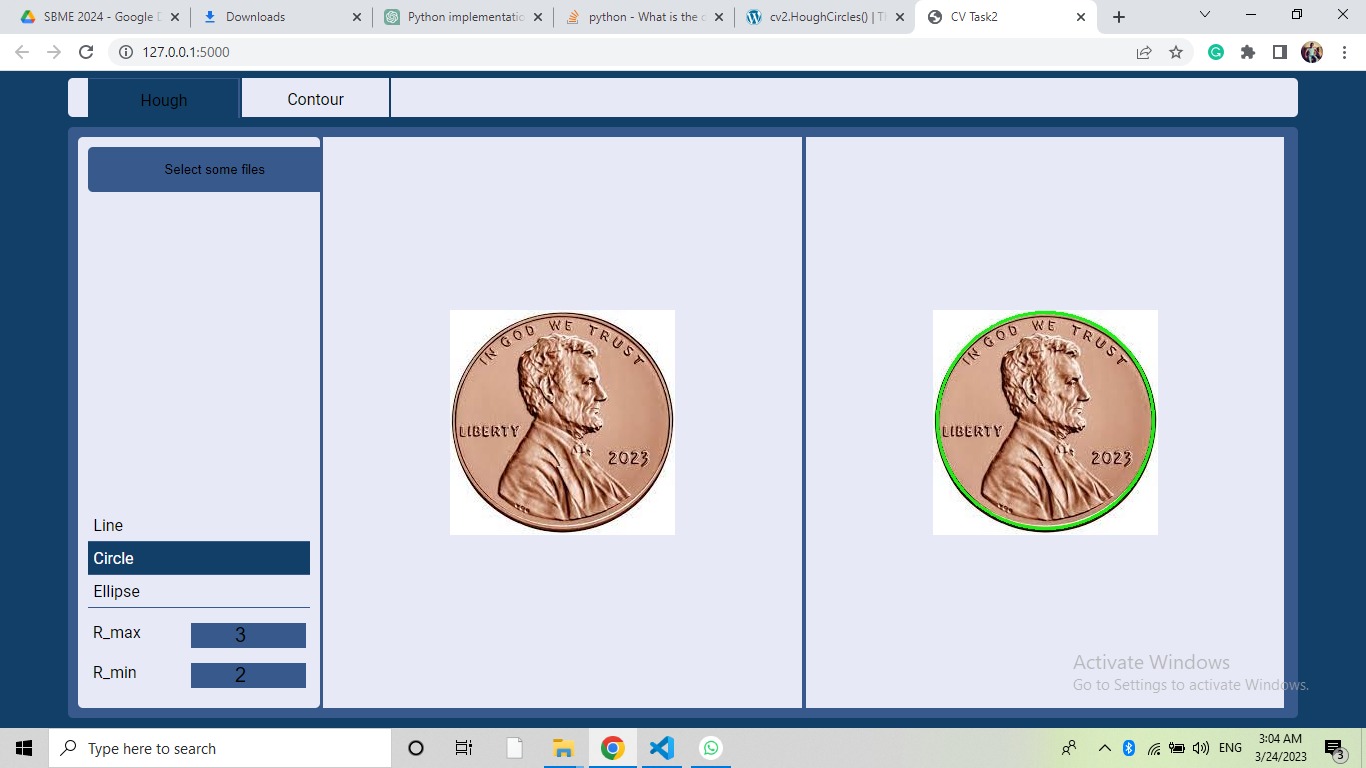 SBME 2024 - Google D
Downloads
Python implementatio
python - What is the c
cv2.HoughCircles() | Th
CV Task2
127.0.0.1:5000
Hough
Contour
Select some files
IN GOD WE TRUST
LIBERTY
2023
IN GOD WE TRUST
LIBERTY
2023
Line
Circle
Ellipse
R_max
3
R_min
2
Activate Windows
Go to Settings to activate Windows.
Type here to search
ENG
3:04 AM
3/24/2023
3